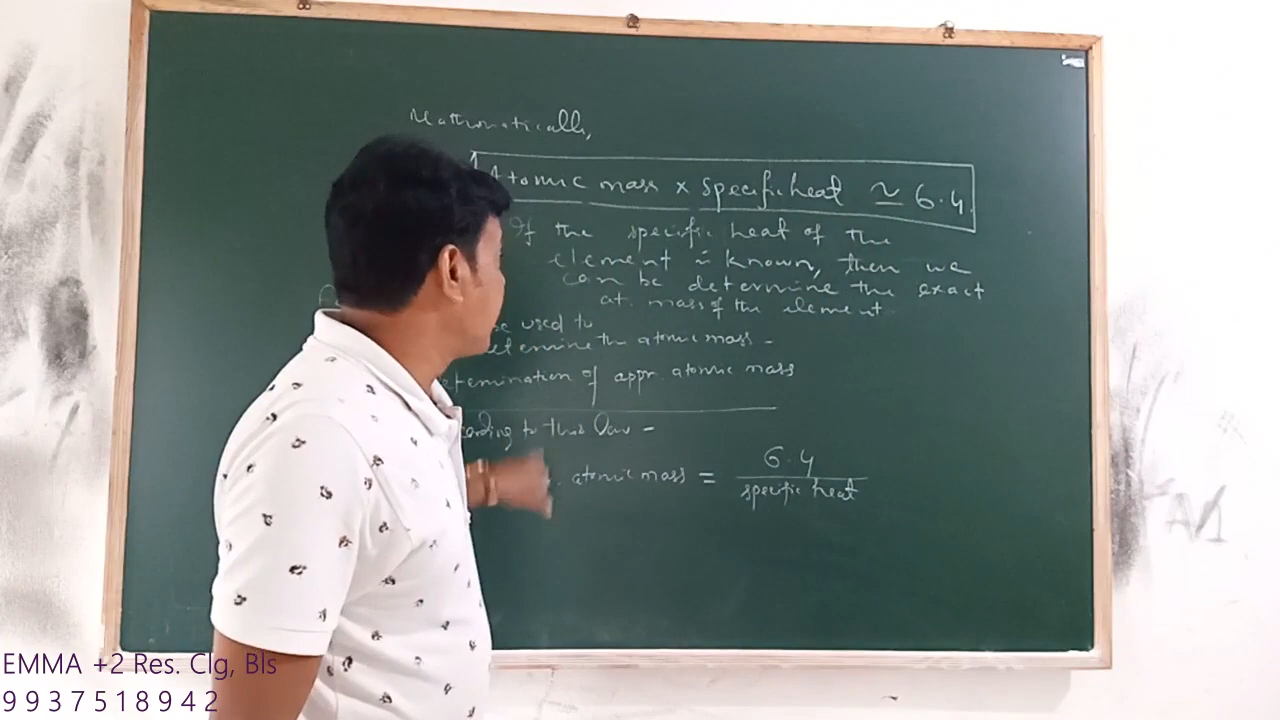 Mathematically,
Atomic mass x specific heat ≃ 6.4
If the specific heat of the
element is known, then we
can be determine the exact
at. mass of the element
be used to
determine the atomic mass -
determination of appr. atomic mass
According to this law -
atomic mass = 6.4
specific heat
EMMA +2 Res. Clg, Bls
9937518942